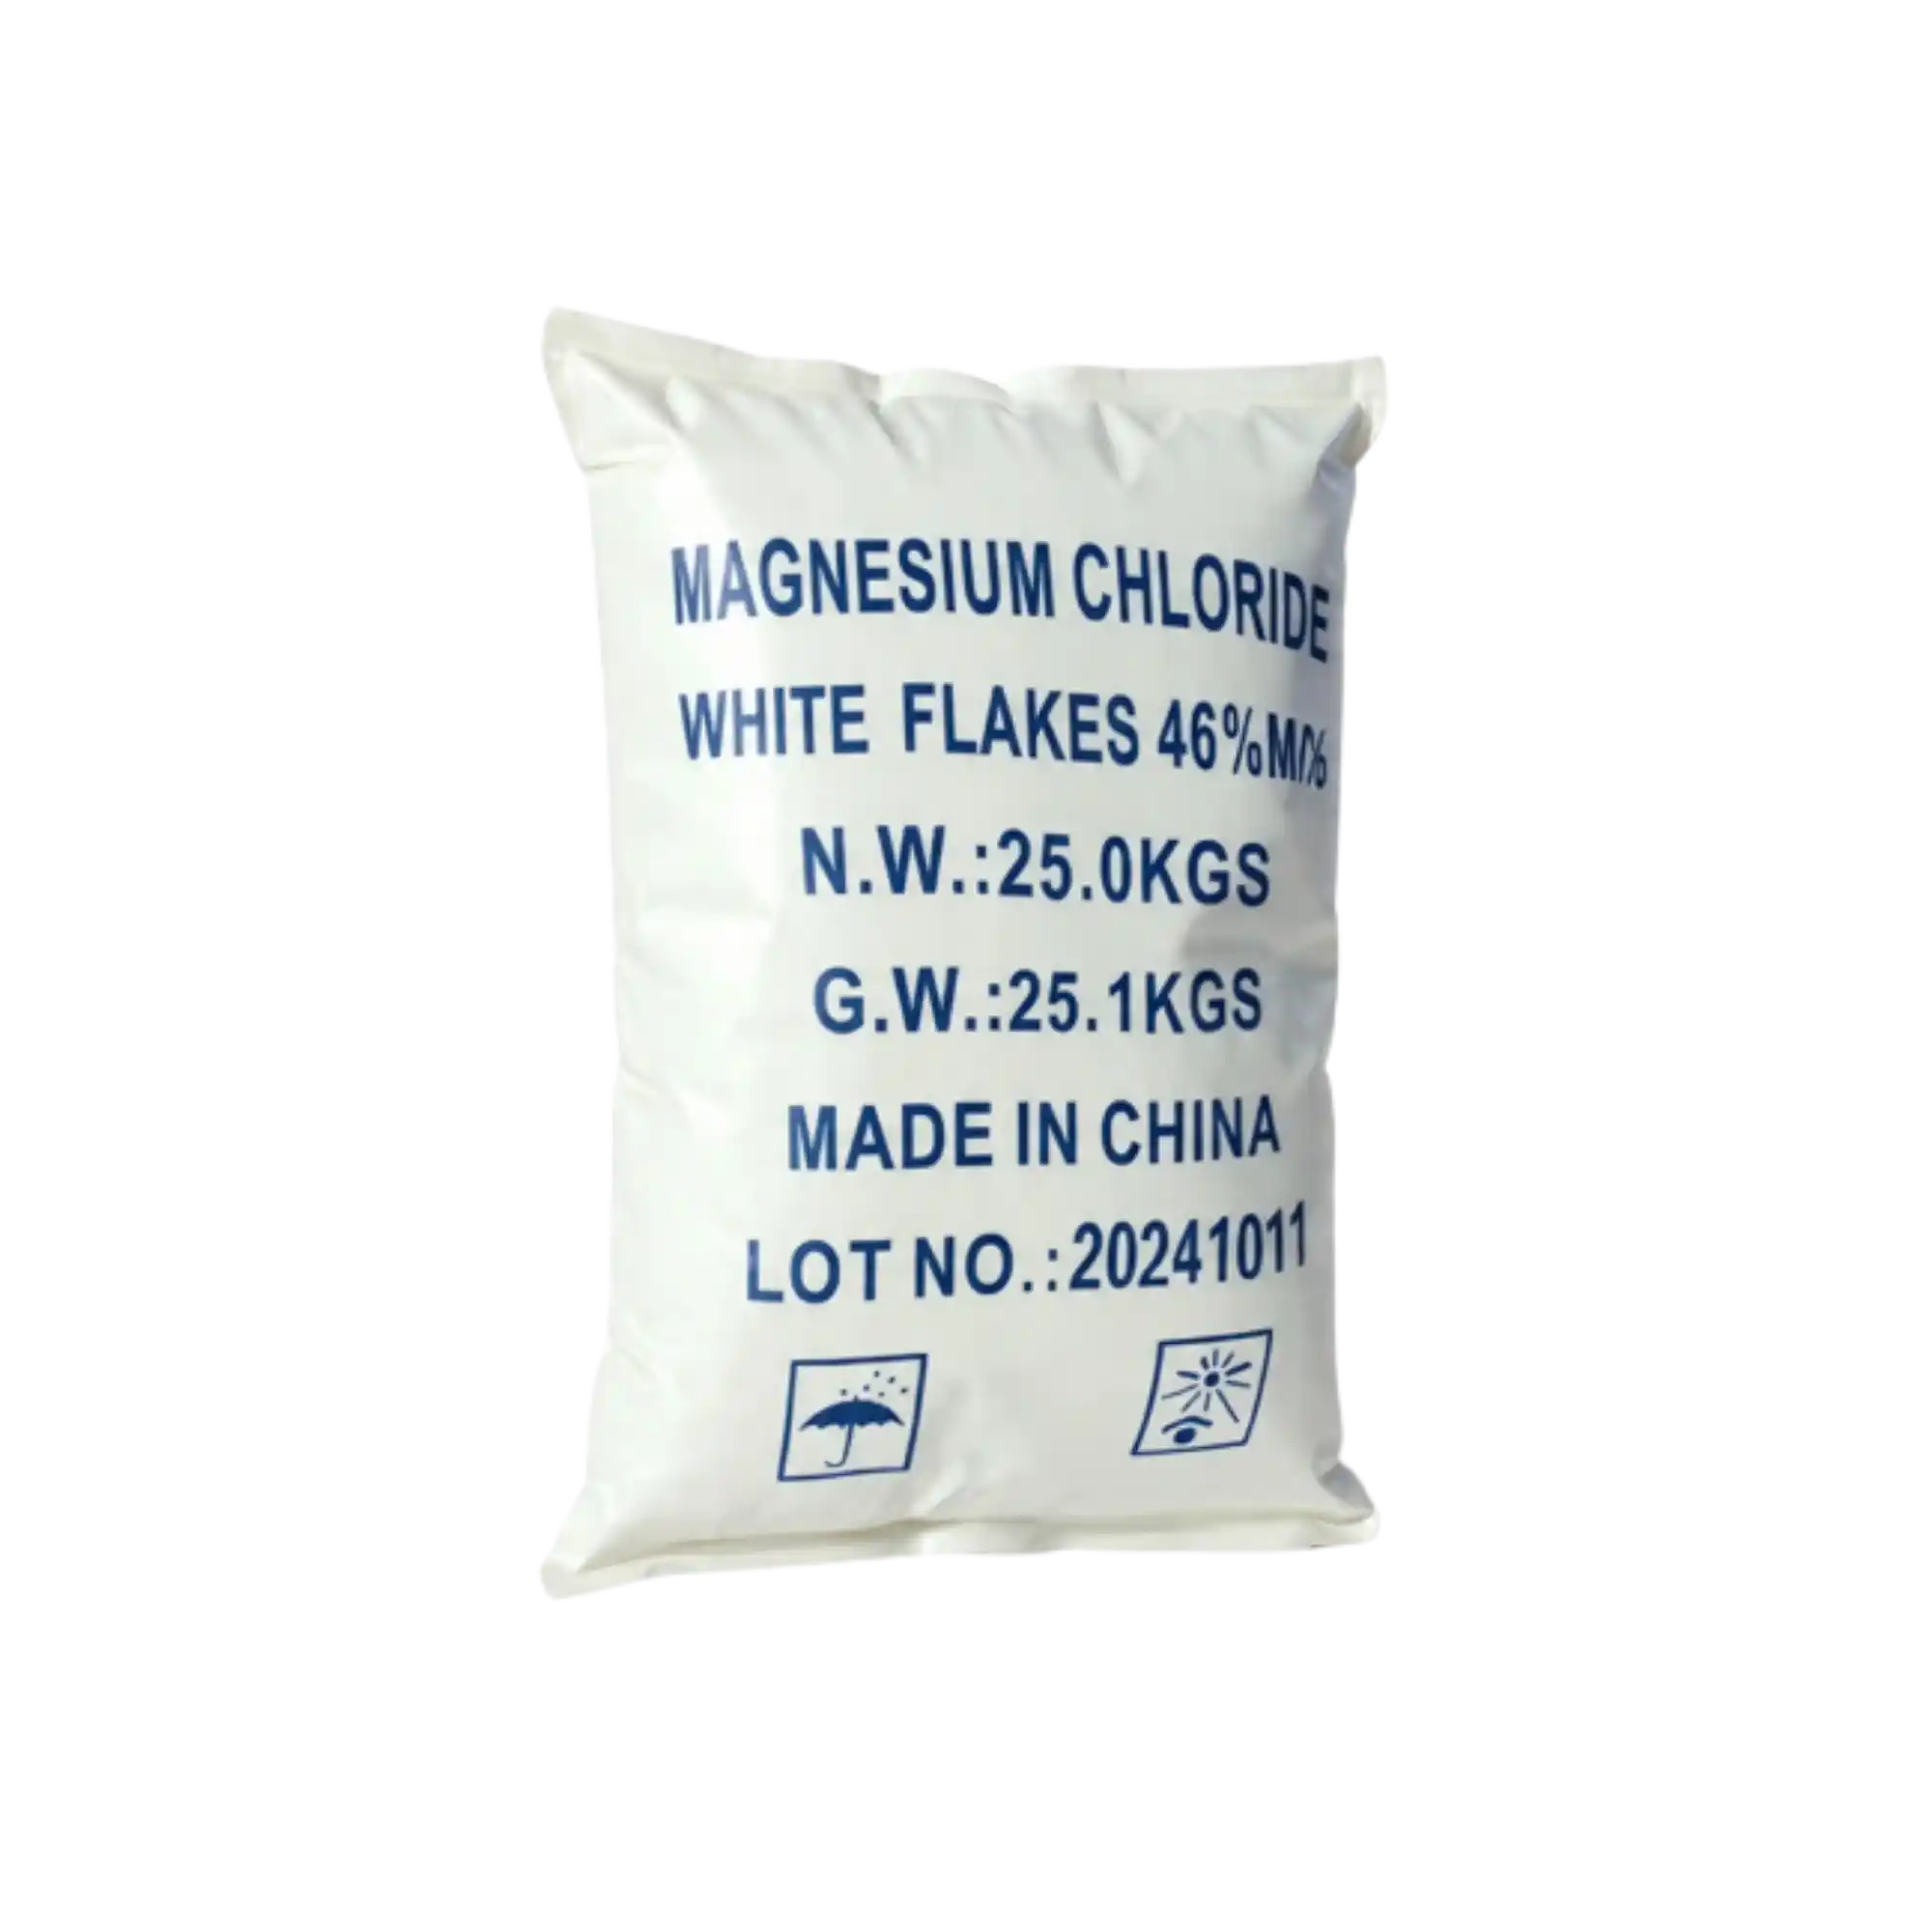 MAGNESIUM CHLORIDE
WHITE FLAKES 46%
N.W.:25.0KGS
G.W.:25.1KGS
MADE IN CHINA
LOT NO.:20241011